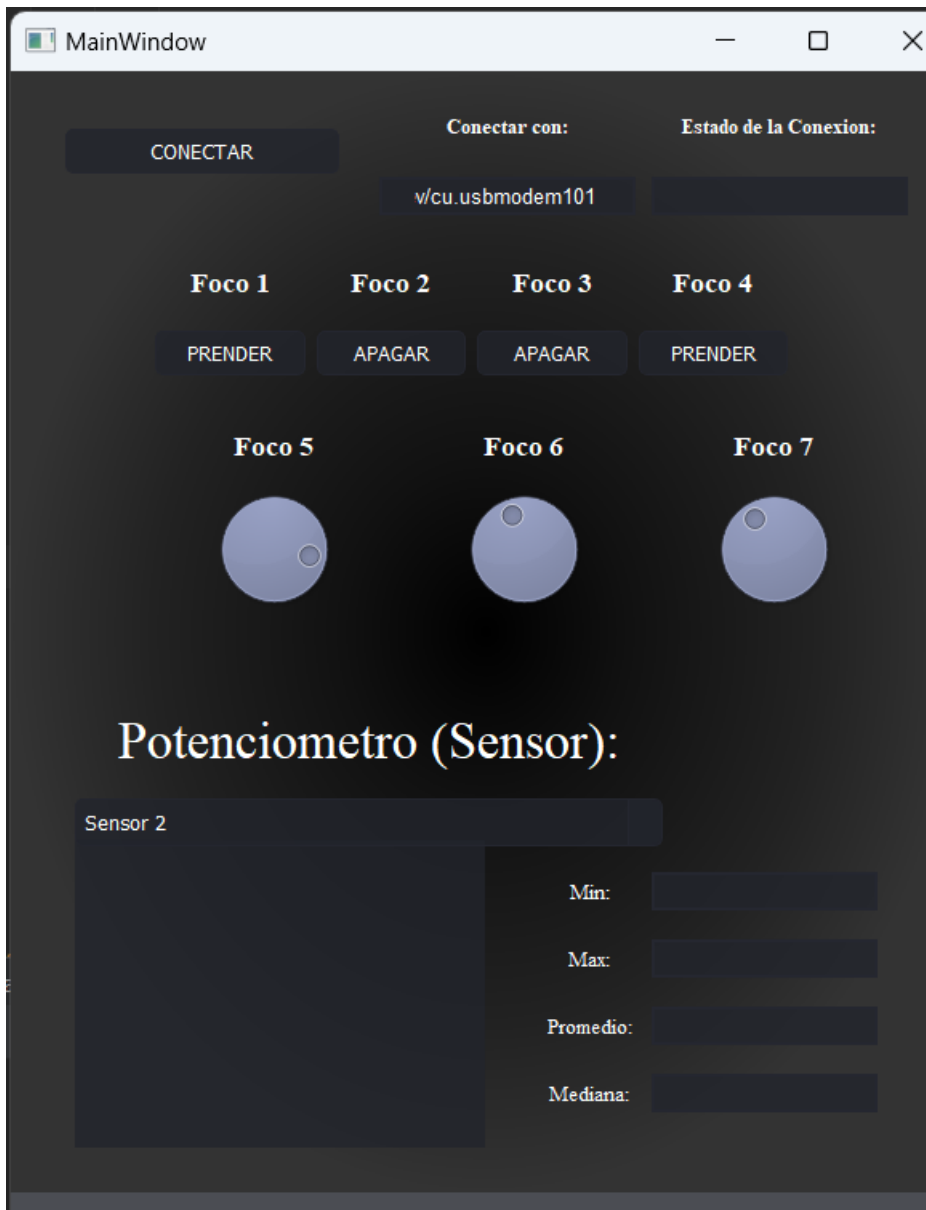 MainWindow
CONECTAR
Conectar con:
Estado de la Conexion:
v/cu.usbmodem101
Foco 1 Foco 2 Foco 3 Foco 4
PRENDER APAGAR APAGAR PRENDER
Foco 5 Foco 6 Foco 7
Potenciometro (Sensor):
Sensor 2
Min:
Max:
Promedio:
Mediana: